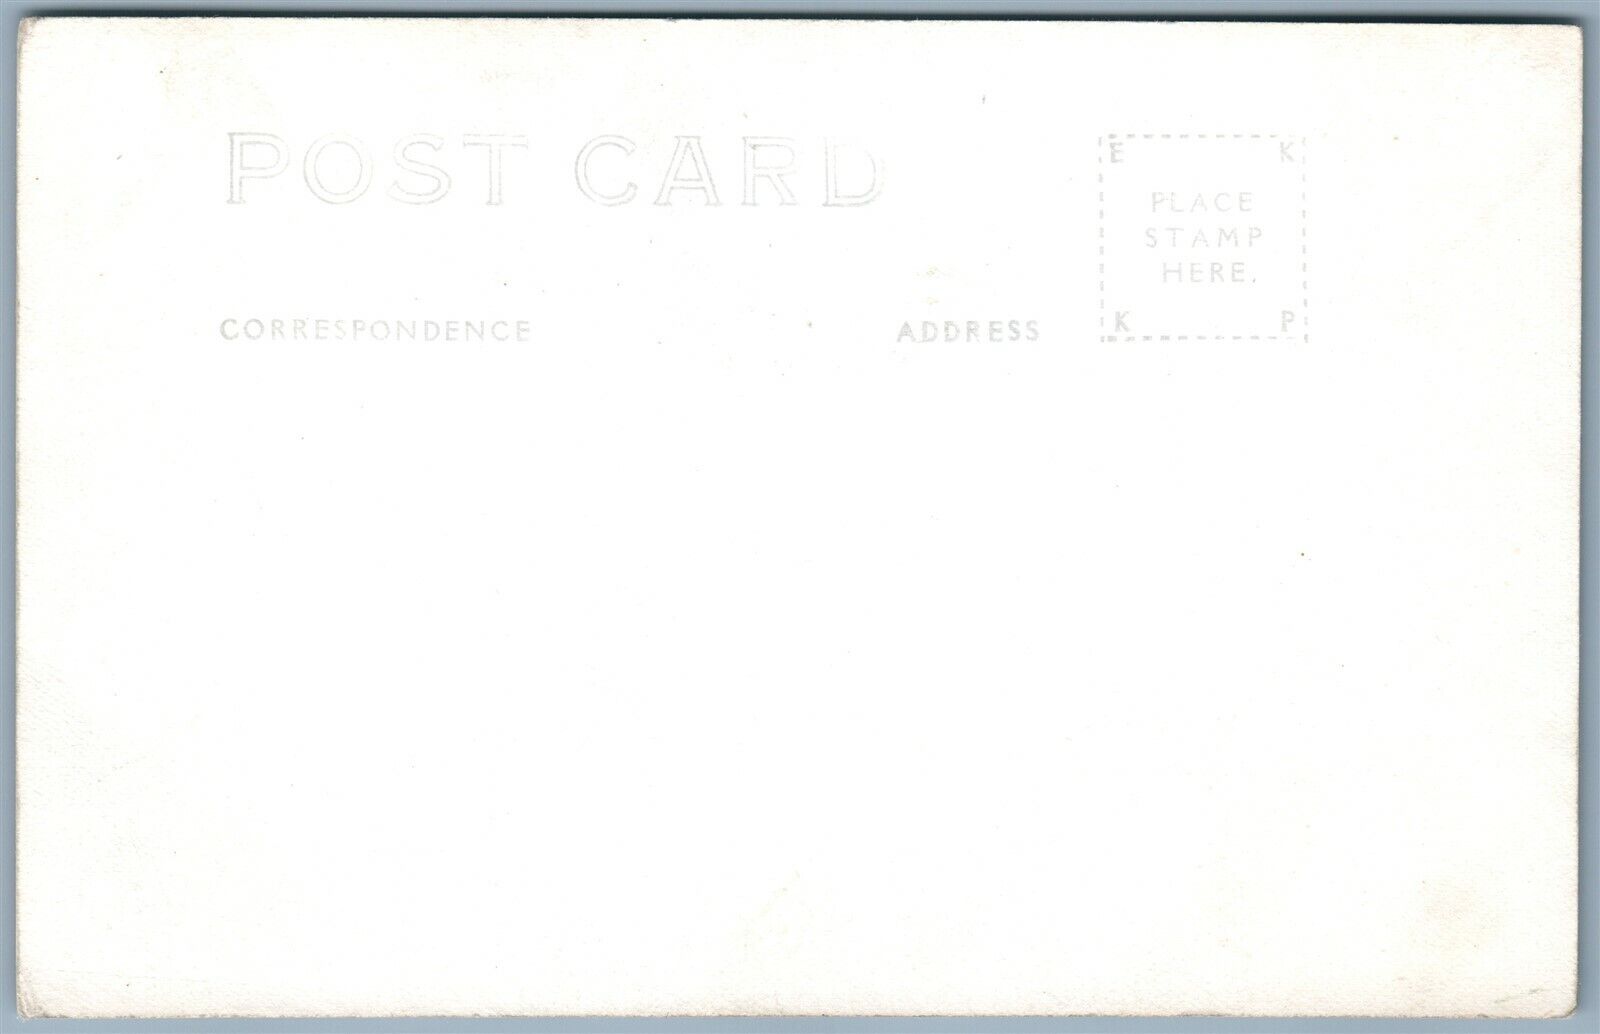 POST CARD
E K
PLACE
STAMP
HERE.
K P
CORRESPONDENCE
ADDRESS